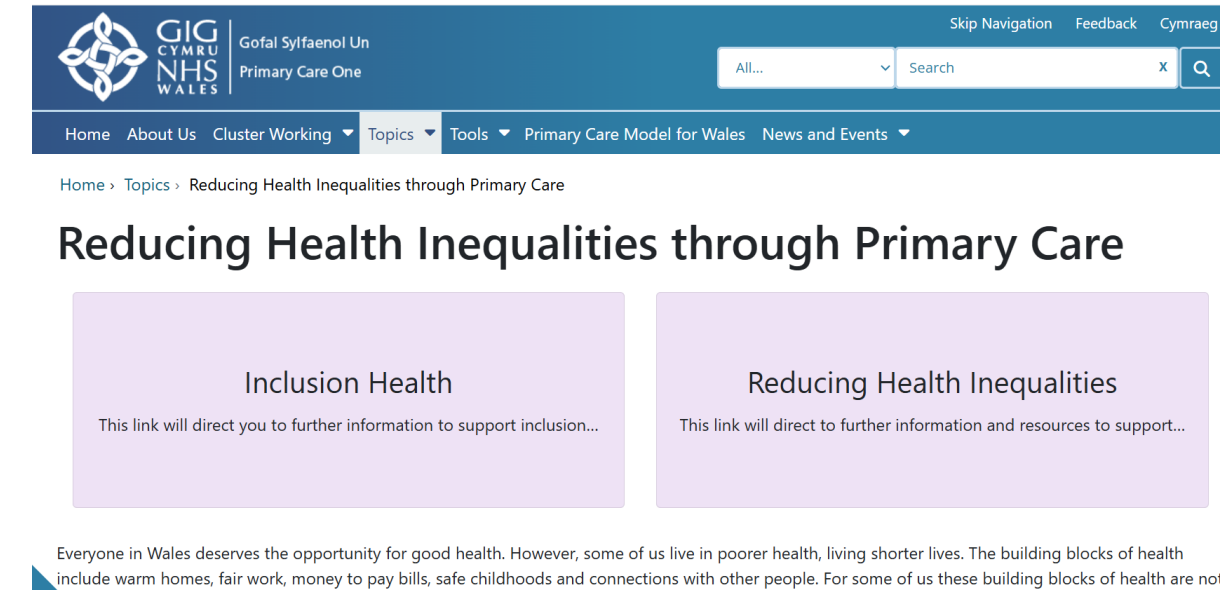 Skip Navigation Feedback Cymraeg
GIG
CYMRU
NHS
WALES
Gofal Sylfaenol Un
Primary Care One
All... Search X
Home About Us Cluster Working Topics Tools Primary Care Model for Wales News and Events
Home › Topics › Reducing Health Inequalities through Primary Care
Reducing Health Inequalities through Primary Care
Inclusion Health
This link will direct you to further information to support inclusion...
Reducing Health Inequalities
This link will direct to further information and resources to support...
Everyone in Wales deserves the opportunity for good health. However, some of us live in poorer health, living shorter lives. The building blocks of health
include warm homes, fair work, money to pay bills, safe childhoods and connections with other people. For some of us these building blocks of health are not